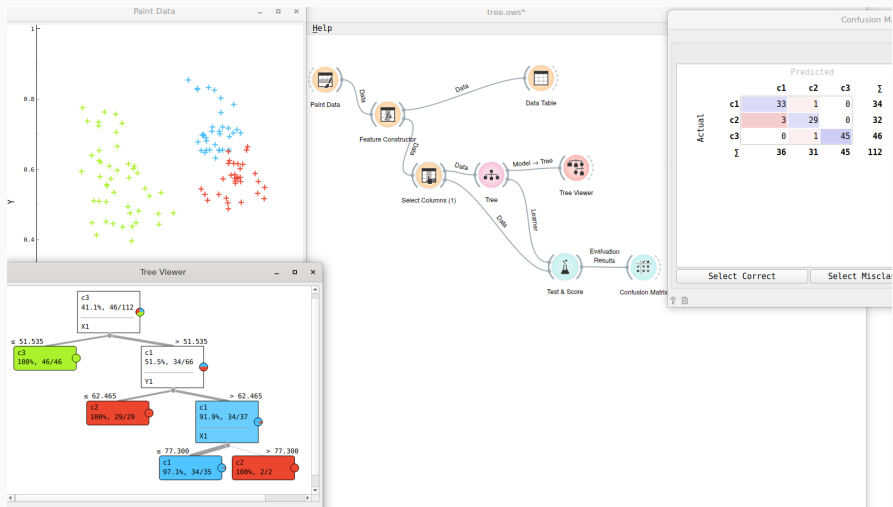 Paint Data
tree.ows*
Confusion Ma
Help
1
0.8
0.6
0.4
Y
Paint Data
Data
Feature Constructor
Data
Data Table
Data
Select Columns (1)
Data
Tree
Model → Tree
Tree Viewer
Data
Learner
Test & Score
Evaluation
Results
Confusion Matrix
Predicted
c1 c2 c3 Σ
Actual
c1 33 1 0 34
c2 3 29 0 32
c3 0 1 45 46
Σ 36 31 45 112
Select Correct
Select Misclas
Tree Viewer
c3
41.1%, 46/112
X1
≤ 51.535
> 51.535
c3
100%, 46/46
c1
51.5%, 34/66
Y1
≤ 62.465
> 62.465
c2
100%, 29/29
c1
91.9%, 34/37
X1
≤ 77.300
> 77.300
c1
97.1%, 34/35
c2
100%, 2/2